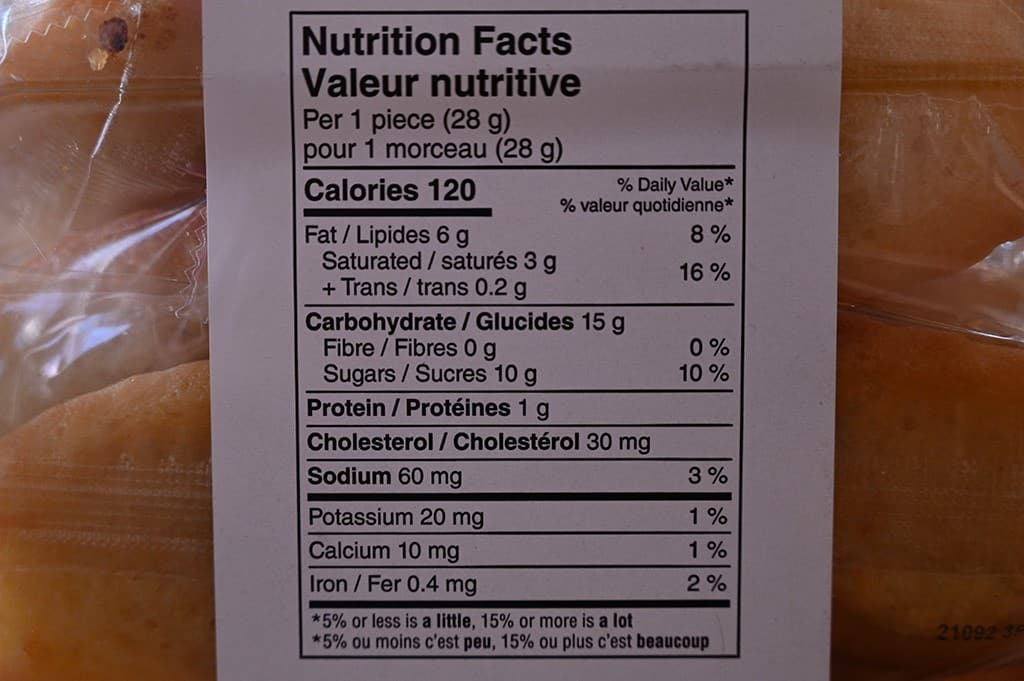 Nutrition Facts
Valeur nutritive
Per 1 piece (28 g)
pour 1 morceau (28 g)
Calories 120
% Daily Value*
% valeur quotidienne*
Fat / Lipides 6 g 8 %
Saturated / saturés 3 g
+ Trans / trans 0.2 g
16 %
Carbohydrate / Glucides 15 g
Fibre / Fibres 0 g 0 %
Sugars / Sucres 10 g 10 %
Protein / Protéines 1 g
Cholesterol / Cholestérol 30 mg
Sodium 60 mg 3 %
Potassium 20 mg 1 %
Calcium 10 mg 1 %
Iron / Fer 0.4 mg 2 %
*5% or less is a little, 15% or more is a lot
*5% ou moins c'est peu, 15% ou plus c'est beaucoup
21092